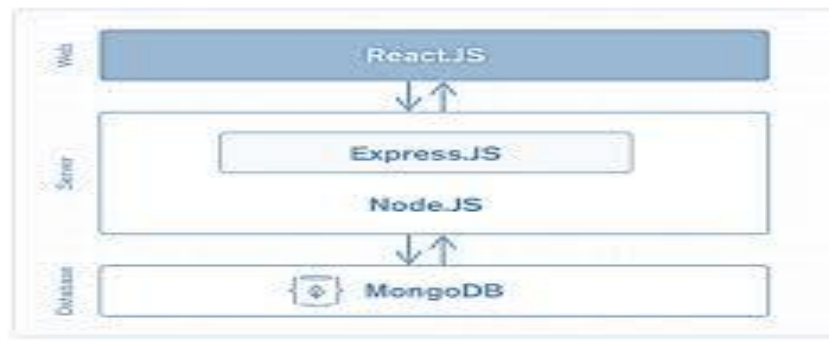 Web
React.JS
Server
Express.JS
Node.JS
Database
MongoDB